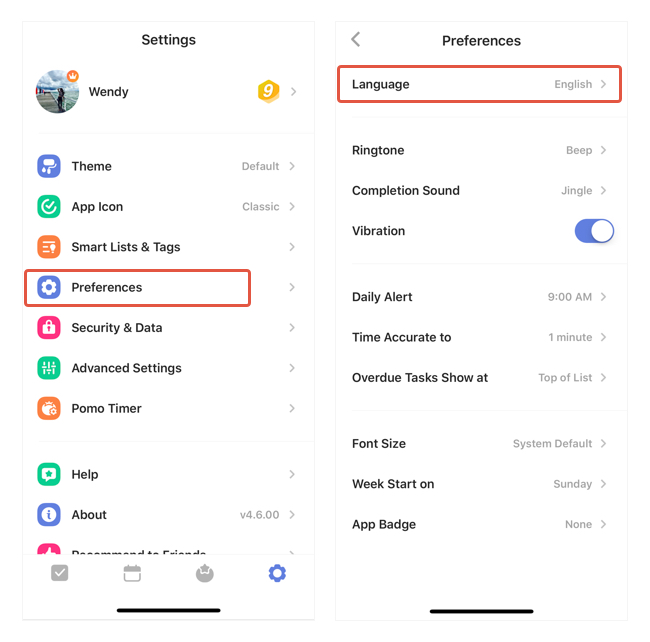 Settings
Wendy
9
Theme Default
App Icon Classic
Smart Lists & Tags
Preferences
Security & Data
Advanced Settings
Pomo Timer
Help
About v4.6.00
Recommend to Friends
Preferences
Language English
Ringtone Beep
Completion Sound Jingle
Vibration
Daily Alert 9:00 AM
Time Accurate to 1 minute
Overdue Tasks Show at Top of List
Font Size System Default
Week Start on Sunday
App Badge None